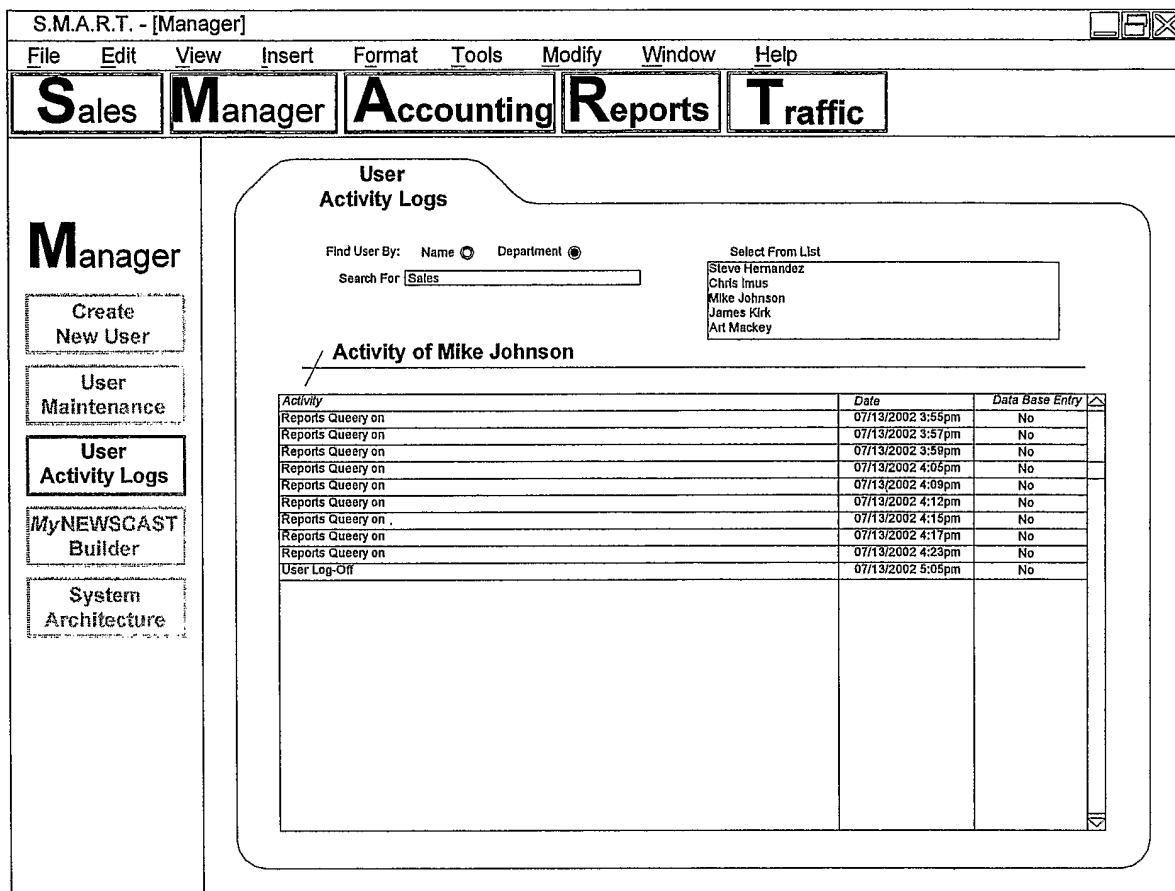 S.M.A.R.T. - [Manager]
File Edit View Insert Format Tools Modify Window Help
Sales Manager Accounting Reports Traffic
Manager
Create
New User
User
Maintenance
User
Activity Logs
MyNEWSCAST
Builder
System
Architecture
User
Activity Logs
Find User By: Name Department
Search For Sales
Select From List
Steve Hernandez
Chris Imus
Mike Johnson
James Kirk
Art Mackey
Activity of Mike Johnson
Activity Date Data Base Entry
Reports Queery on 07/13/2002 3:55pm No
Reports Queery on 07/13/2002 3:57pm No
Reports Queery on 07/13/2002 3:59pm No
Reports Queery on 07/13/2002 4:05pm No
Reports Queery on 07/13/2002 4:09pm No
Reports Queery on 07/13/2002 4:12pm No
Reports Queery on . 07/13/2002 4:15pm No
Reports Queery on 07/13/2002 4:17pm No
Reports Queery on 07/13/2002 4:23pm No
User Log-Off 07/13/2002 5:05pm No